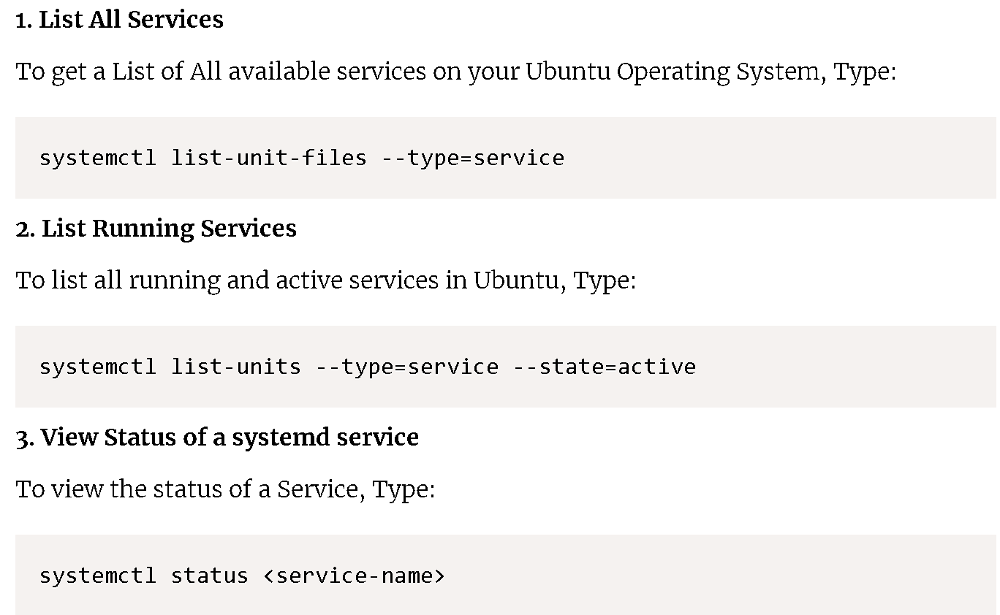 1. List All Services
To get a List of All available services on your Ubuntu Operating System, Type:
systemctl list-unit-files --type=service
2. List Running Services
To list all running and active services in Ubuntu, Type:
systemctl list-units --type=service --state=active
3. View Status of a systemd service
To view the status of a Service, Type:
systemctl status <service-name>